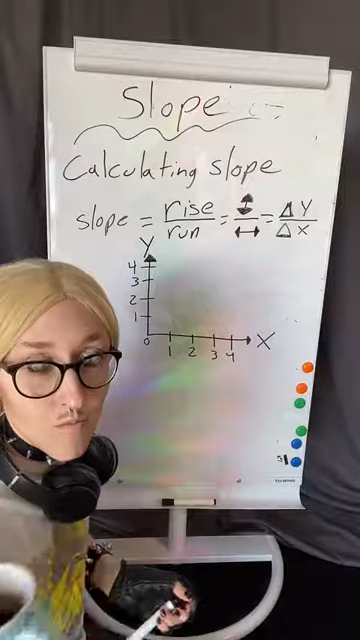 Slope
Calculating slope
slope = rise/run = ↕/↔ = ΔY/ΔX
Y
4
3
2
1
0 1 2 3 4 X